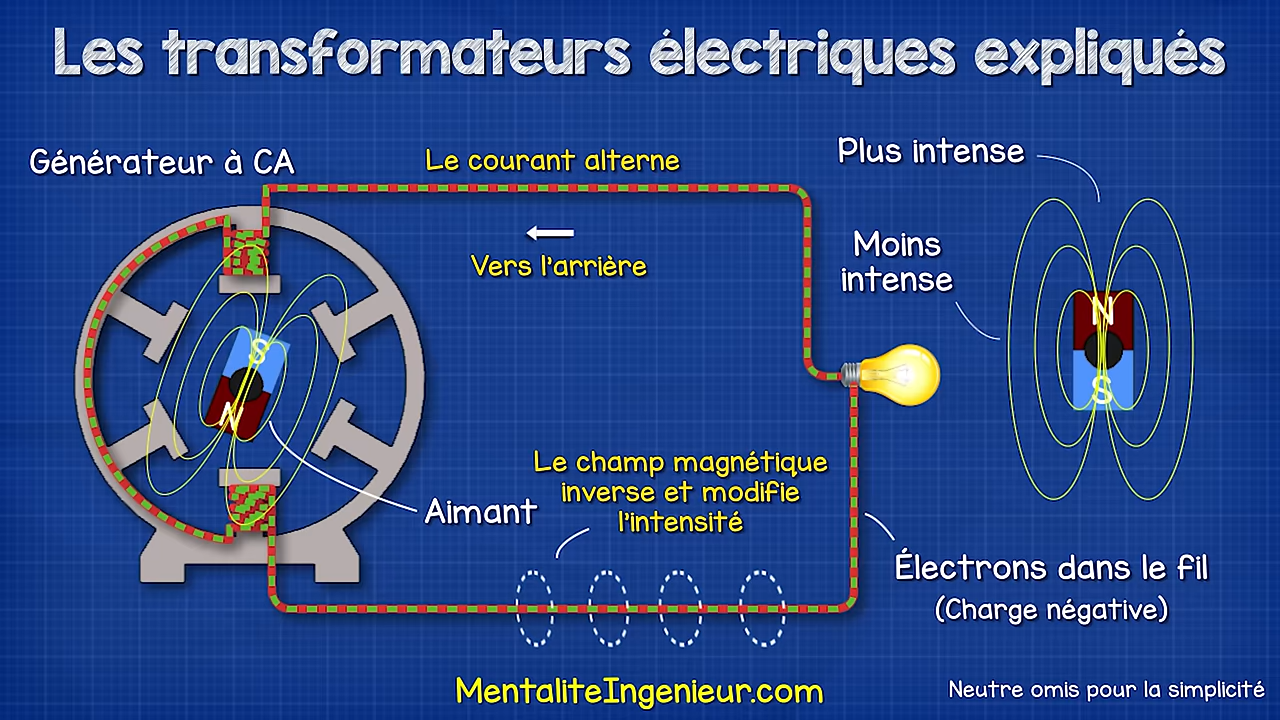 Les transformateurs électriques expliqués
Générateur à CA
Le courant alterne
Vers l'arrière
Plus intense
Moins
intense
N
S
S
N
Aimant
Le champ magnétique
inverse et modifie
l'intensité
Électrons dans le fil
(Charge négative)
MentaliteIngenieur.com
Neutre omis pour la simplicité